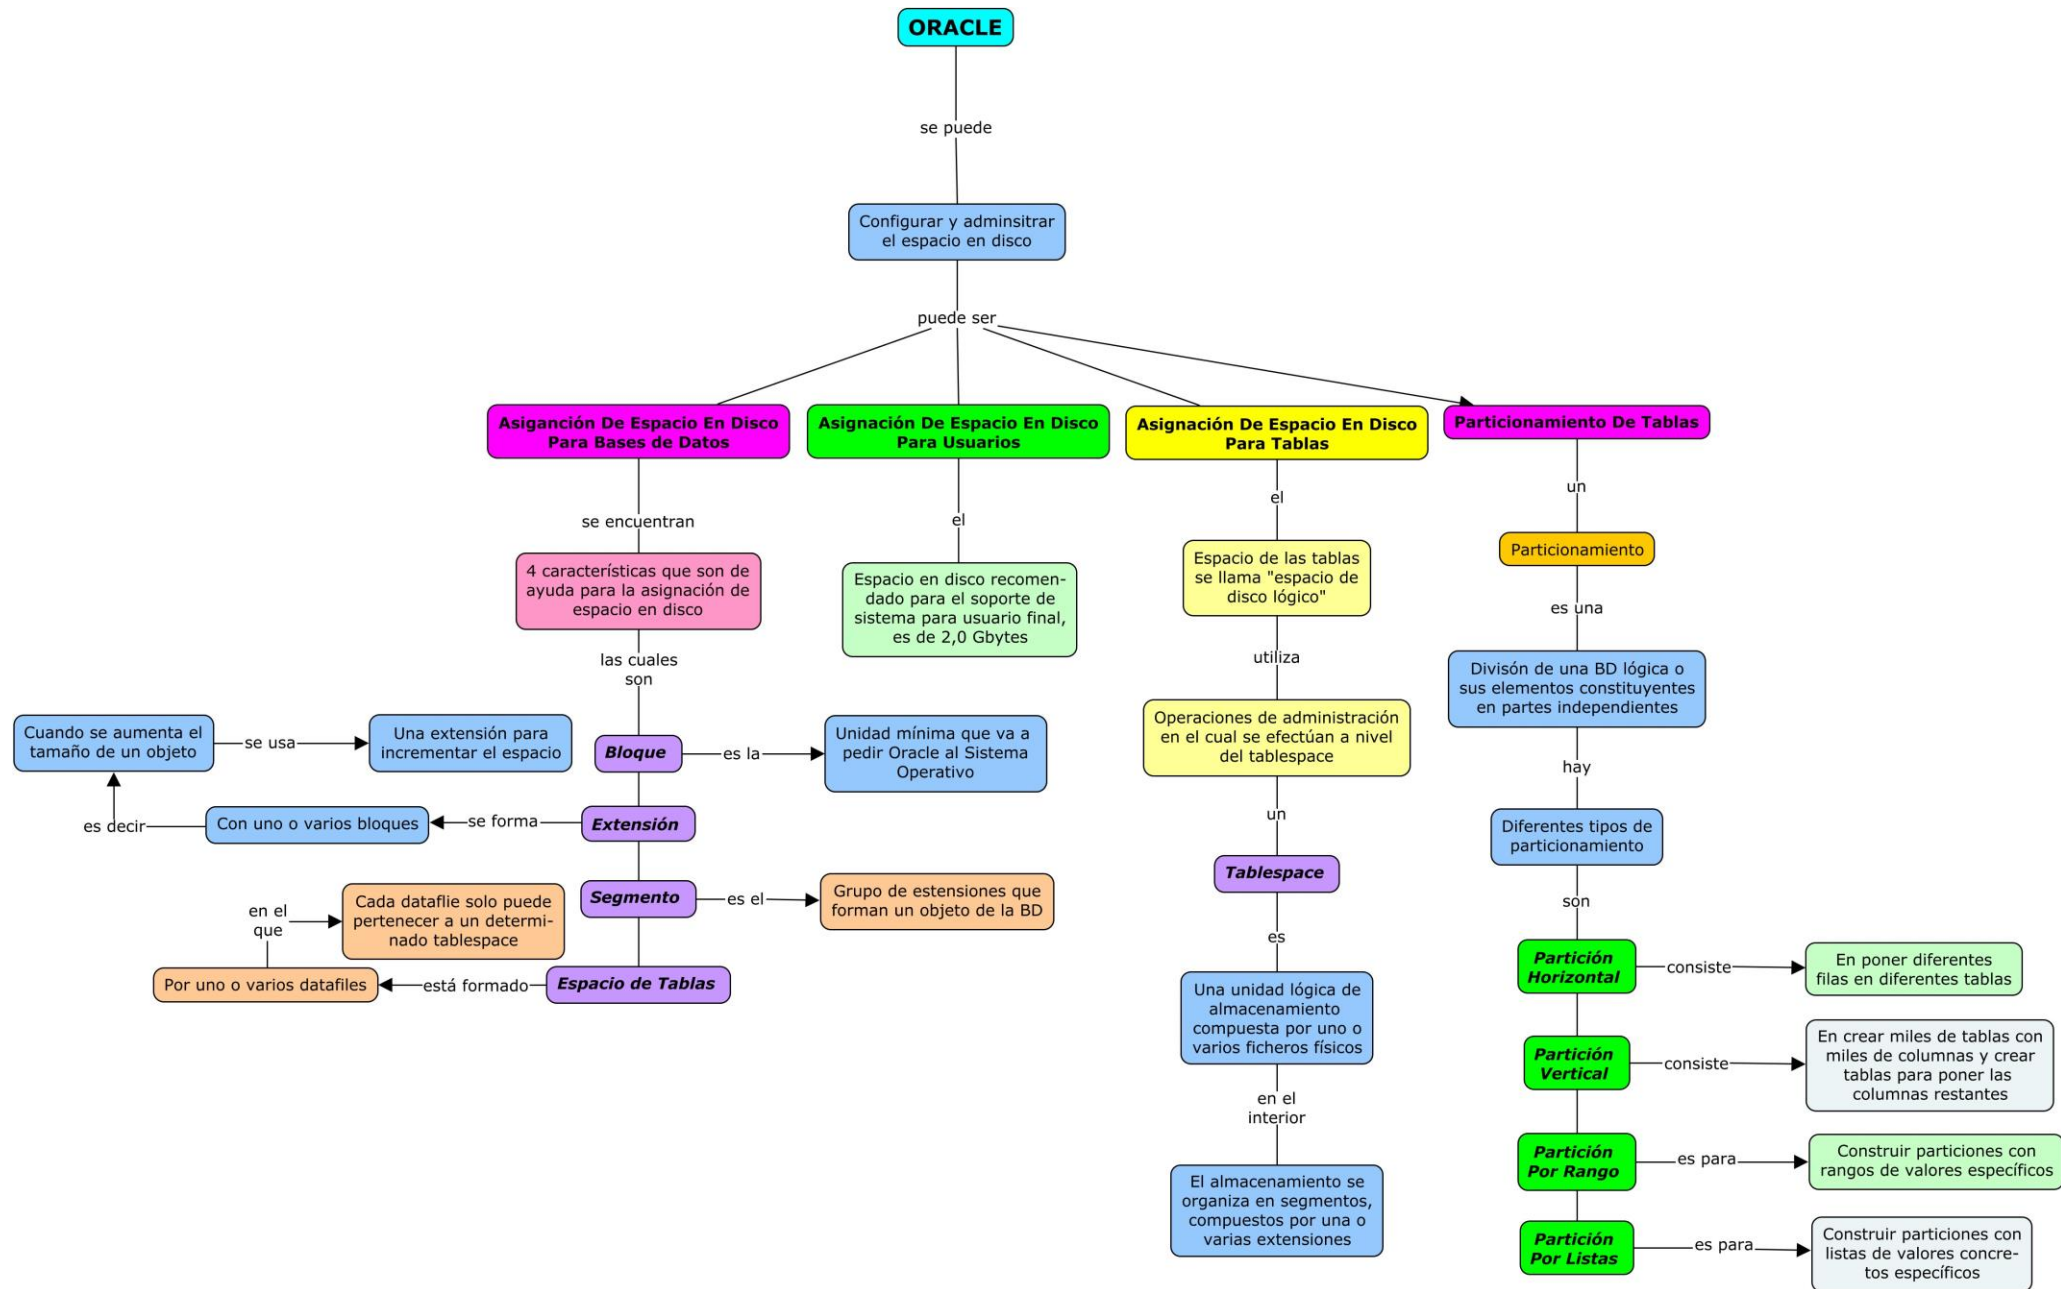 ORACLE
se puede
Configurar y adminsitrar
el espacio en disco
puede ser
Asiganción De Espacio En Disco
Para Bases de Datos
se encuentran
4 características que son de
ayuda para la asignación de
espacio en disco
las cuales
son
Bloque
es la
Unidad mínima que va a
pedir Oracle al Sistema
Operativo
Extensión
se forma
Con uno o varios bloques
es decir
Cuando se aumenta el
tamaño de un objeto
se usa
Una extensión para
incrementar el espacio
Segmento
es el
Grupo de estensiones que
forman un objeto de la BD
Espacio de Tablas
está formado
Por uno o varios datafiles
en el
que
Cada dataflie solo puede
pertenecer a un determi-
nado tablespace
Asignación De Espacio En Disco
Para Usuarios
el
Espacio en disco recomen-
dado para el soporte de
sistema para usuario final,
es de 2,0 Gbytes
Asignación De Espacio En Disco
Para Tablas
el
Espacio de las tablas
se llama "espacio de
disco lógico"
utiliza
Operaciones de administración
en el cual se efectúan a nivel
del tablespace
un
Tablespace
es
Una unidad lógica de
almacenamiento
compuesta por uno o
varios ficheros físicos
en el
interior
El almacenamiento se
organiza en segmentos,
compuestos por una o
varias extensiones
Particionamiento De Tablas
un
Particionamiento
es una
Divisón de una BD lógica o
sus elementos constituyentes
en partes independientes
hay
Diferentes tipos de
particionamiento
son
Partición
Horizontal
consiste
En poner diferentes
filas en diferentes tablas
Partición
Vertical
consiste
En crear miles de tablas con
miles de columnas y crear
tablas para poner las
columnas restantes
Partición
Por Rango
es para
Construir particiones con
rangos de valores específicos
Partición
Por Listas
es para
Construir particiones con
listas de valores concre-
tos específicos